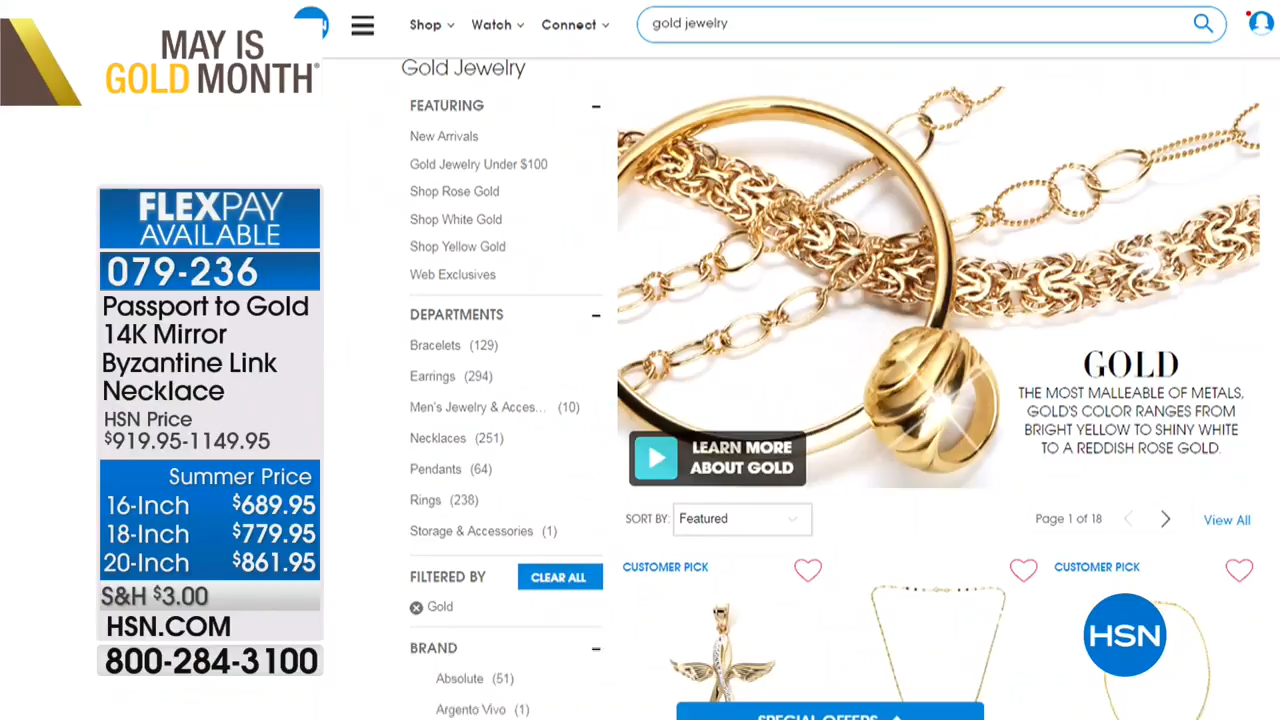 MAY IS
GOLD MONTH
FLEXPAY
AVAILABLE
079-236
Passport to Gold
14K Mirror
Byzantine Link
Necklace
HSN Price
$919.95-1149.95
Summer Price
16-Inch $689.95
18-Inch $779.95
20-Inch $861.95
S&H $3.00
HSN.COM
800-284-3100
Shop Watch Connect
gold jewelry
Gold Jewelry
FEATURING
New Arrivals
Gold Jewelry Under $100
Shop Rose Gold
Shop White Gold
Shop Yellow Gold
Web Exclusives
DEPARTMENTS
Bracelets (129)
Earrings (294)
Men's Jewelry & Acces... (10)
Necklaces (251)
Pendants (64)
Rings (238)
Storage & Accessories (1)
FILTERED BY CLEAR ALL
Gold
BRAND
Absolute (51)
Argento Vivo (1)
GOLD
THE MOST MALLEABLE OF METALS,
GOLD'S COLOR RANGES FROM
BRIGHT YELLOW TO SHINY WHITE
TO A REDDISH ROSE GOLD.
LEARN MORE
ABOUT GOLD
SORT BY: Featured
Page 1 of 18
View All
CUSTOMER PICK
CUSTOMER PICK
HSN
SPECIAL OFFERS